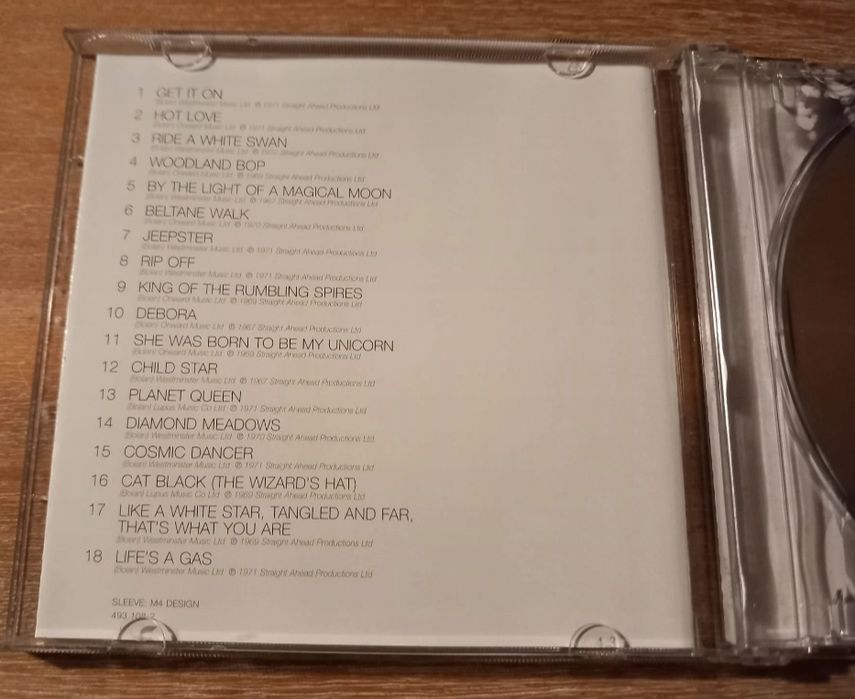 1 GET IT ON
(Bolan) Westminster Music Ltd ℗ 1971 Straight Ahead Productions Ltd
2 HOT LOVE
(Bolan) Onward Music Ltd ℗ 1971 Straight Ahead Productions Ltd
3 RIDE A WHITE SWAN
(Bolan) Westminster Music Ltd ℗ 1970 Straight Ahead Productions Ltd
4 WOODLAND BOP
(Bolan) Onward Music Ltd ℗ 1969 Straight Ahead Productions Ltd
5 BY THE LIGHT OF A MAGICAL MOON
(Bolan) Westminster Music Ltd ℗ 1967 Straight Ahead Productions Ltd
6 BELTANE WALK
(Bolan) Onward Music Ltd ℗ 1970 Straight Ahead Productions Ltd
7 JEEPSTER
(Bolan) Westminster Music Ltd ℗ 1971 Straight Ahead Productions Ltd
8 RIP OFF
(Bolan) Westminster Music Ltd ℗ 1971 Straight Ahead Productions Ltd
9 KING OF THE RUMBLING SPIRES
(Bolan) Onward Music Ltd ℗ 1969 Straight Ahead Productions Ltd
10 DEBORA
(Bolan) Onward Music Ltd ℗ 1967 Straight Ahead Productions Ltd
11 SHE WAS BORN TO BE MY UNICORN
(Bolan) Onward Music Ltd ℗ 1969 Straight Ahead Productions Ltd
12 CHILD STAR
(Bolan) Westminster Music Ltd ℗ 1967 Straight Ahead Productions Ltd
13 PLANET QUEEN
(Bolan) Lupus Music Co Ltd ℗ 1971 Straight Ahead Productions Ltd
14 DIAMOND MEADOWS
(Bolan) Westminster Music Ltd ℗ 1970 Straight Ahead Productions Ltd
15 COSMIC DANCER
(Bolan) Westminster Music Ltd ℗ 1971 Straight Ahead Productions Ltd
16 CAT BLACK (THE WIZARD'S HAT)
(Bolan) Lupus Music Co Ltd ℗ 1969 Straight Ahead Productions Ltd
17 LIKE A WHITE STAR, TANGLED AND FAR,
THAT'S WHAT YOU ARE
(Bolan) Westminster Music Ltd ℗ 1969 Straight Ahead Productions Ltd
18 LIFE'S A GAS
(Bolan) Westminster Music Ltd ℗ 1971 Straight Ahead Productions Ltd
SLEEVE: M4 DESIGN
493 108-2